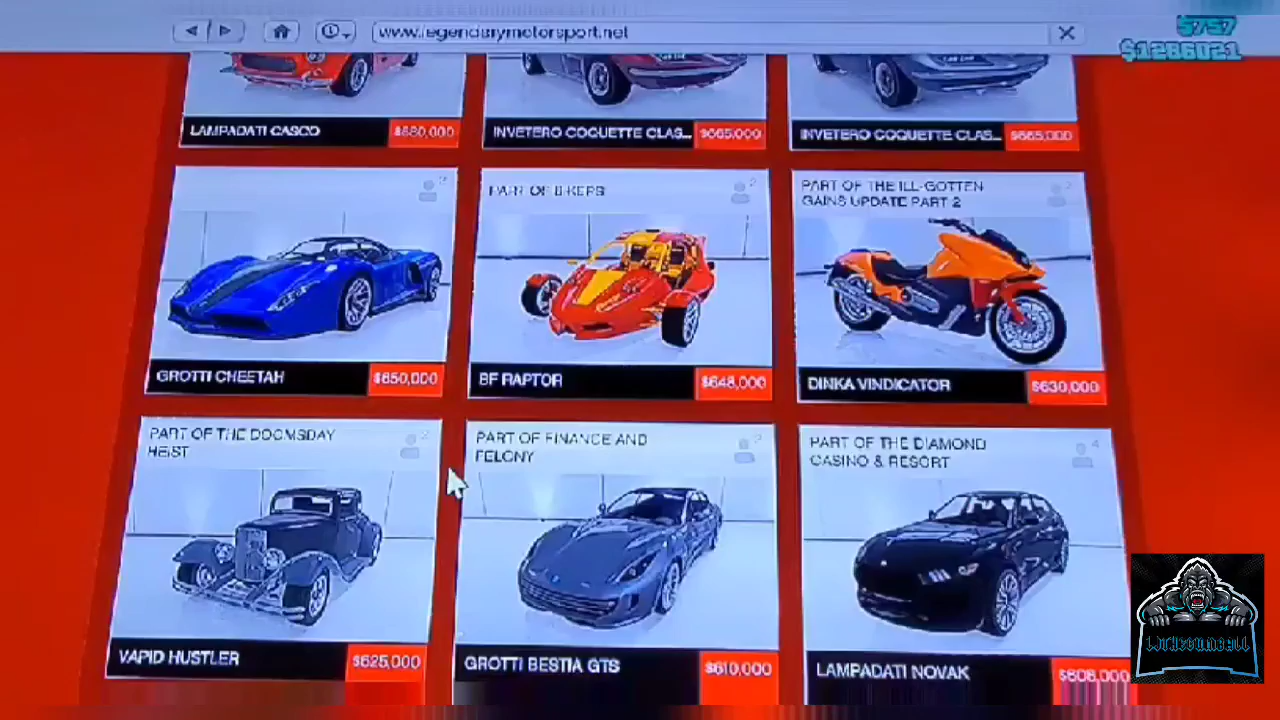 www.legendarymotorsport.net
$757
$1286021
LAMPADATI CASCO $680,000
INVETERO COQUETTE CLAS... $665,000
INVETERO COQUETTE CLAS... $665,000
GROTTI CHEETAH $650,000
PART OF BIKERS
BF RAPTOR $648,000
PART OF THE ILL-GOTTEN
GAINS UPDATE PART 2
DINKA VINDICATOR $630,000
PART OF THE DOOMSDAY
HEIST
VAPID HUSTLER $625,000
PART OF FINANCE AND
FELONY
GROTTI BESTIA GTS $610,000
PART OF THE DIAMOND
CASINO & RESORT
4
LAMPADATI NOVAK $608,000